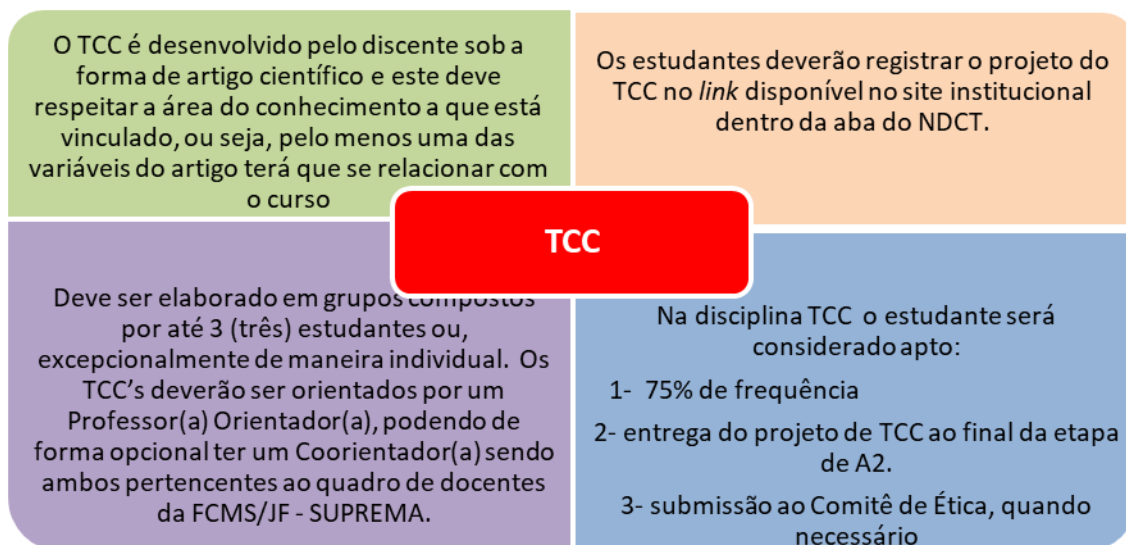 O TCC é desenvolvido pelo discente sob a
forma de artigo científico e este deve
respeitar a área do conhecimento a que está
vinculado, ou seja, pelo menos uma das
variáveis do artigo terá que se relacionar com
o curso
Os estudantes deverão registrar o projeto do
TCC no link disponível no site institucional
dentro da aba do NDCT.
TCC
Deve ser elaborado em grupos compostos
por até 3 (três) estudantes ou,
excepcionalmente de maneira individual. Os
TCC’s deverão ser orientados por um
Professor(a) Orientador(a), podendo de
forma opcional ter um Coorientador(a) sendo
ambos pertencentes ao quadro de docentes
da FCMS/JF - SUPREMA.
Na disciplina TCC o estudante será
considerado apto:
1- 75% de frequência
2- entrega do projeto de TCC ao final da etapa
de A2.
3- submissão ao Comitê de Ética, quando
necessário